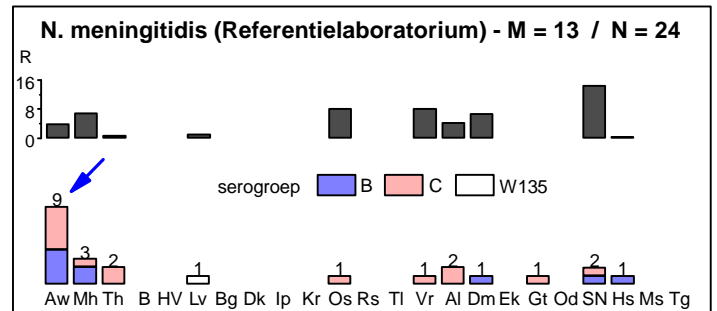 N. meningitidis (Referentielaboratorium) - M = 13 / N = 24
R
16
8
0
serogroep B C W135
9 3 2 1 1 1 2 1 1 2 1
Aw Mh Th B HV Lv Bg Dk Ip Kr Os Rs Tl Vr Al Dm Ek Gt Od SN Hs Ms Tg